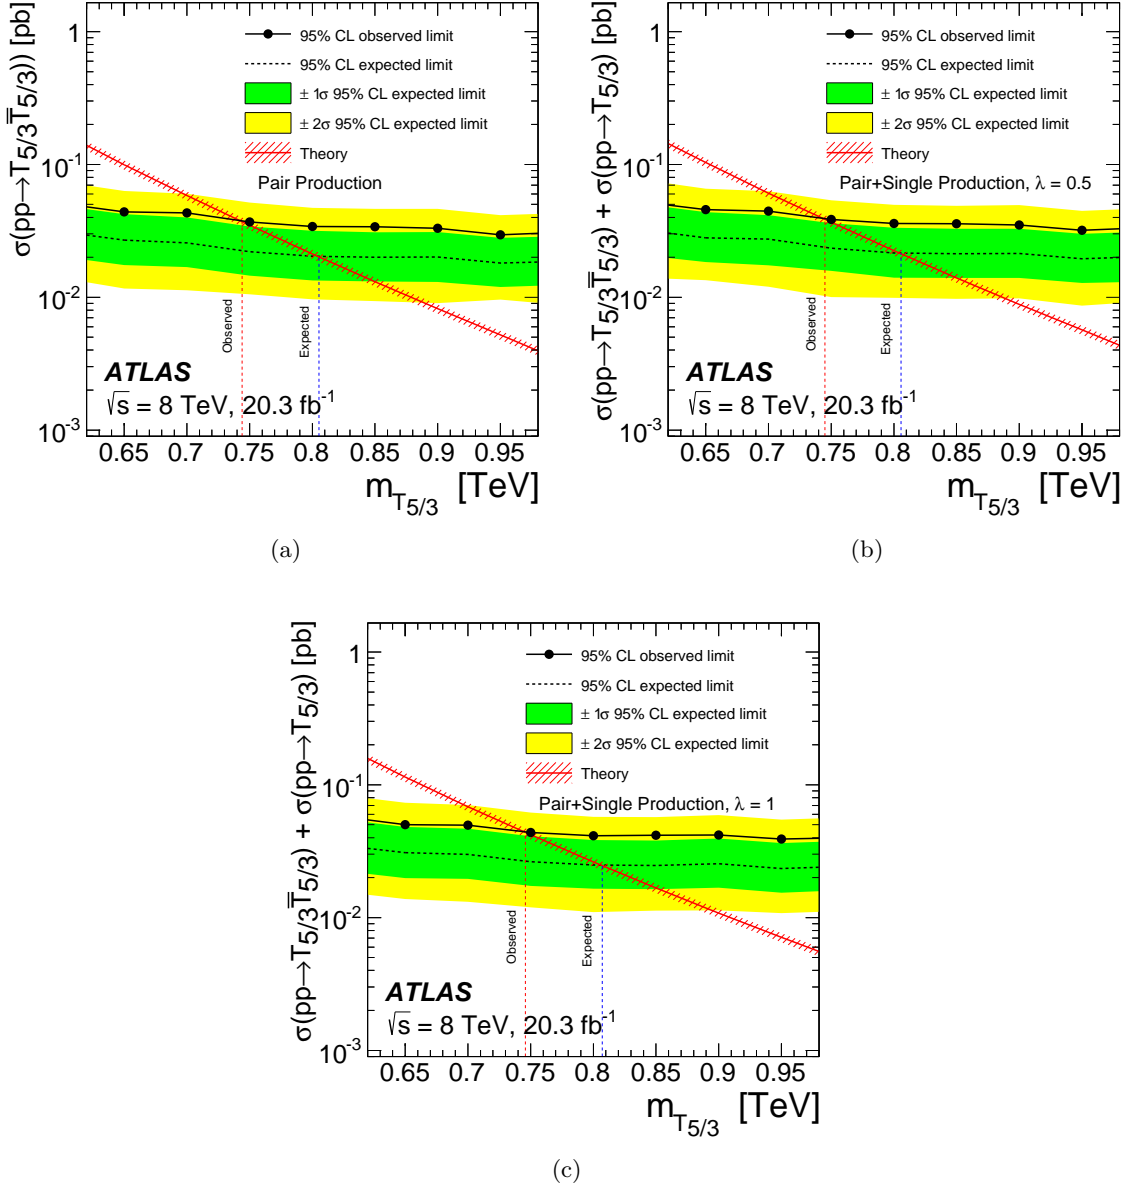 σ(pp→T5/3T̅5/3)) [pb]
1
10-1
10-2
10-3
95% CL observed limit
95% CL expected limit
± 1σ 95% CL expected limit
± 2σ 95% CL expected limit
Theory
Pair Production
Observed
Expected
ATLAS
√s = 8 TeV, 20.3 fb-1
0.65 0.7 0.75 0.8 0.85 0.9 0.95
mT5/3 [TeV]
(a)
σ(pp→T5/3T̅5/3) + σ(pp→T5/3) [pb]
1
10-1
10-2
10-3
95% CL observed limit
95% CL expected limit
± 1σ 95% CL expected limit
± 2σ 95% CL expected limit
Theory
Pair+Single Production, λ = 0.5
Observed
Expected
ATLAS
√s = 8 TeV, 20.3 fb-1
0.65 0.7 0.75 0.8 0.85 0.9 0.95
mT5/3 [TeV]
(b)
σ(pp→T5/3T̅5/3) + σ(pp→T5/3) [pb]
1
10-1
10-2
10-3
95% CL observed limit
95% CL expected limit
± 1σ 95% CL expected limit
± 2σ 95% CL expected limit
Theory
Pair+Single Production, λ = 1
Observed
Expected
ATLAS
√s = 8 TeV, 20.3 fb-1
0.65 0.7 0.75 0.8 0.85 0.9 0.95
mT5/3 [TeV]
(c)